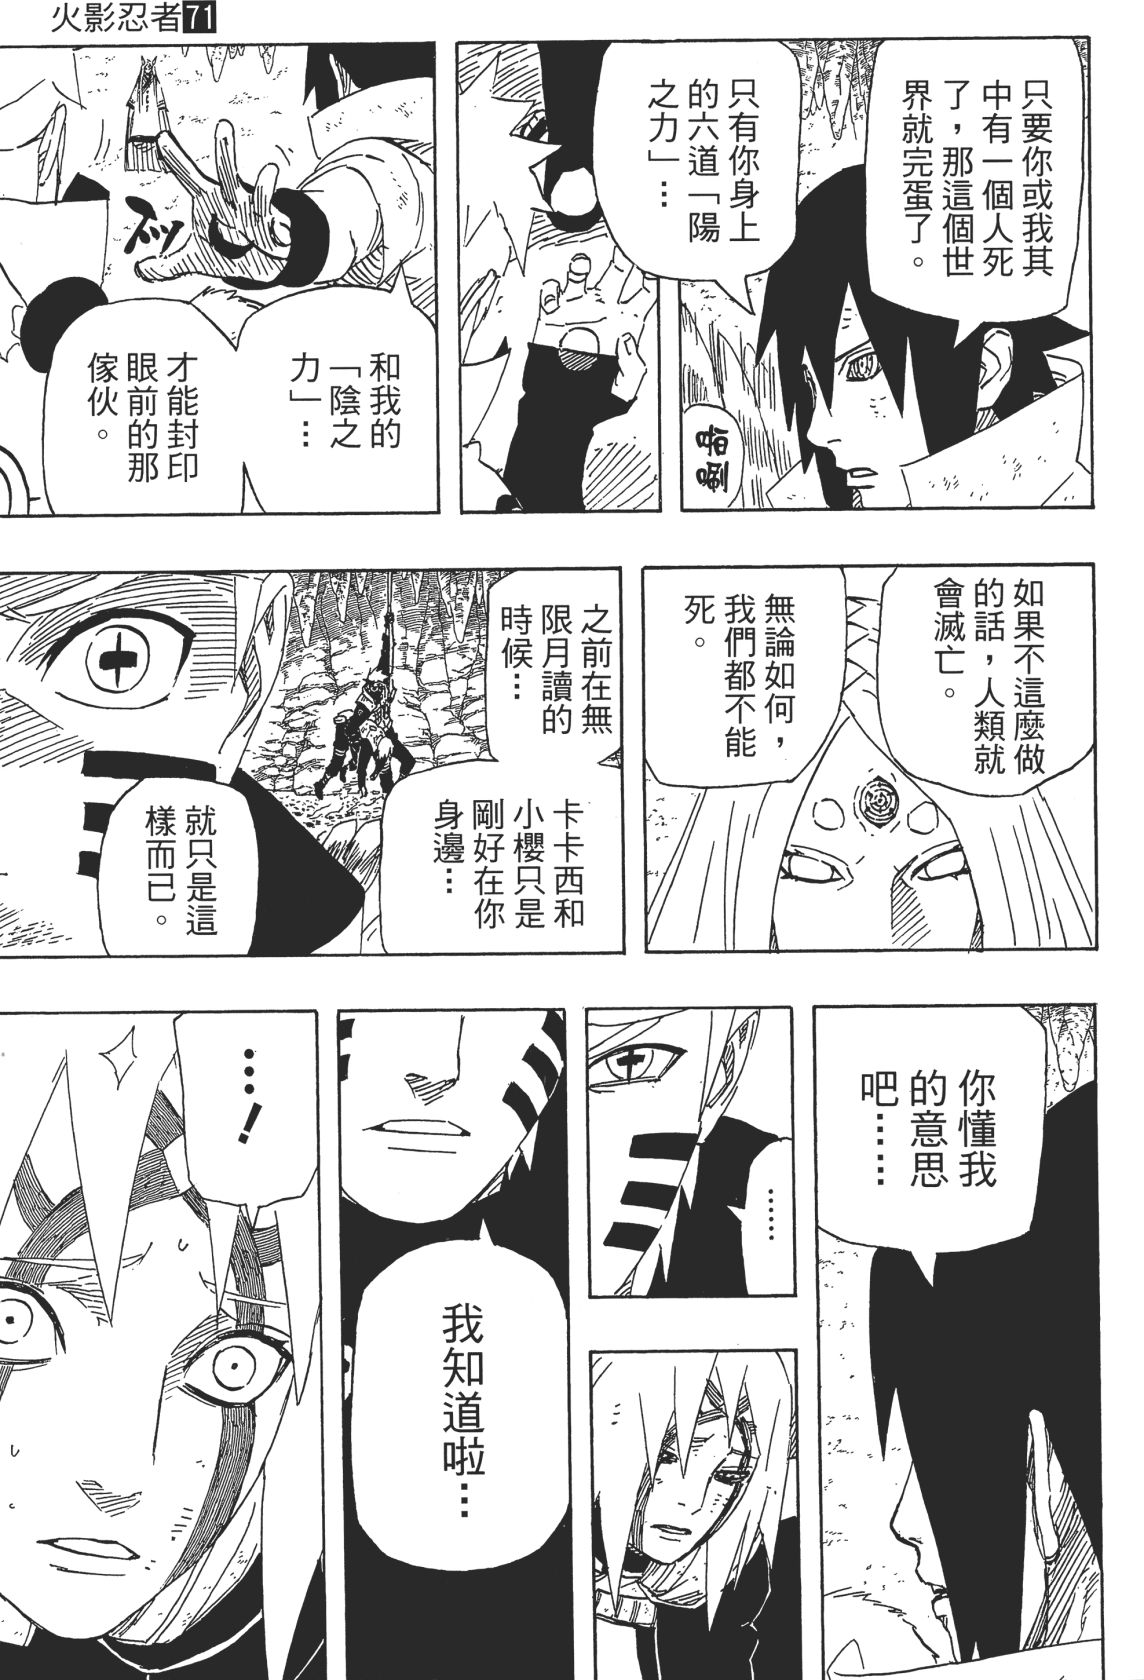 火影忍者71
只要你或我其
中有一個人死
了，那這個世
界就完蛋了。
只有你身上
的六道「陽
之力」…
和我的
「陰之
力」…
才能封印
眼前的那
傢伙。
如果不這麼做
的話，人類就
會滅亡。
無論如何，
我們都不能
死。
之前在無
限月讀的
時候…
卡卡西和
小櫻只是
剛好在你
身邊…
就只是這
樣而已。
你懂我
的意思
吧……
……
我知道啦…
…！